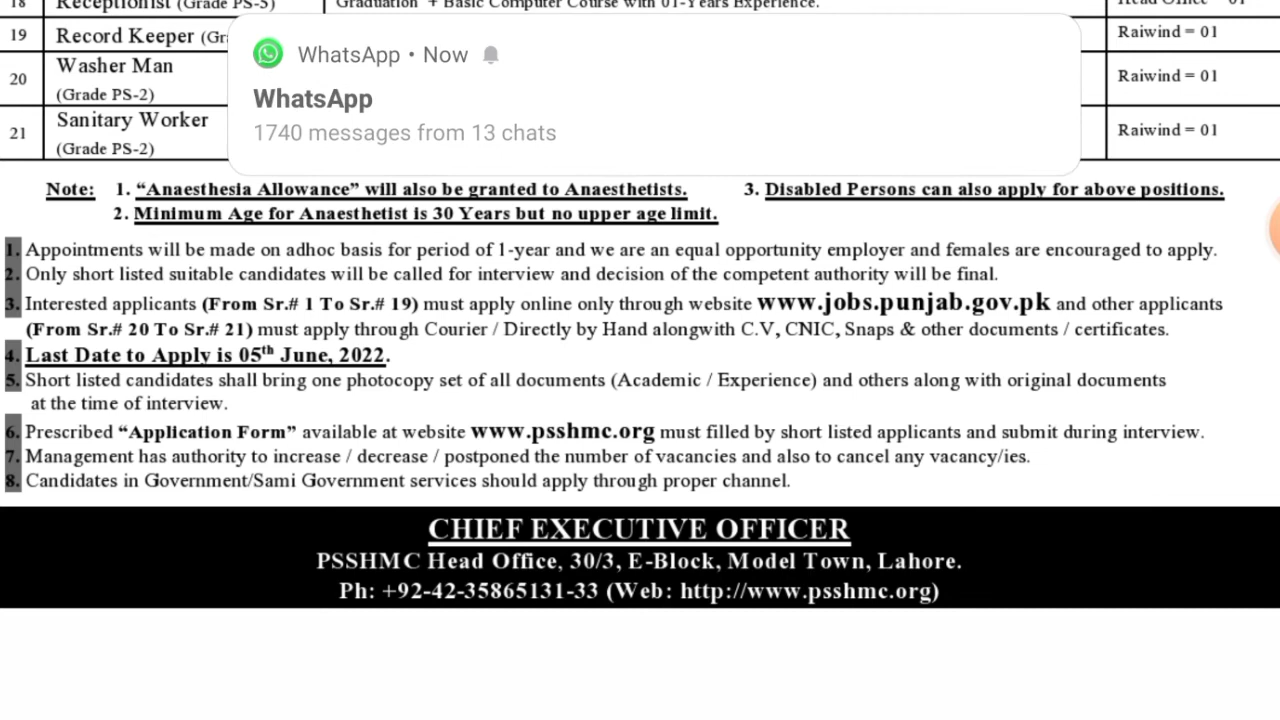 18 Receptionist (Grade PS-5) Graduation + Basic Computer Course with 01-Years Experience. Head Office = 01
19 Record Keeper Raiwind = 01
20 Washer Man (Grade PS-2) Raiwind = 01
21 Sanitary Worker (Grade PS-2) Raiwind = 01
WhatsApp • Now
WhatsApp
1740 messages from 13 chats
Note: 1. “Anaesthesia Allowance” will also be granted to Anaesthetists. 3. Disabled Persons can also apply for above positions.
2. Minimum Age for Anaesthetist is 30 Years but no upper age limit.
1. Appointments will be made on adhoc basis for period of 1-year and we are an equal opportunity employer and females are encouraged to apply.
2. Only short listed suitable candidates will be called for interview and decision of the competent authority will be final.
3. Interested applicants (From Sr.# 1 To Sr.# 19) must apply online only through website www.jobs.punjab.gov.pk and other applicants
(From Sr.# 20 To Sr.# 21) must apply through Courier / Directly by Hand alongwith C.V, CNIC, Snaps & other documents / certificates.
4. Last Date to Apply is 05th June, 2022.
5. Short listed candidates shall bring one photocopy set of all documents (Academic / Experience) and others along with original documents
at the time of interview.
6. Prescribed “Application Form” available at website www.psshmc.org must filled by short listed applicants and submit during interview.
7. Management has authority to increase / decrease / postponed the number of vacancies and also to cancel any vacancy/ies.
8. Candidates in Government/Sami Government services should apply through proper channel.
CHIEF EXECUTIVE OFFICER
PSSHMC Head Office, 30/3, E-Block, Model Town, Lahore.
Ph: +92-42-35865131-33 (Web: http://www.psshmc.org)